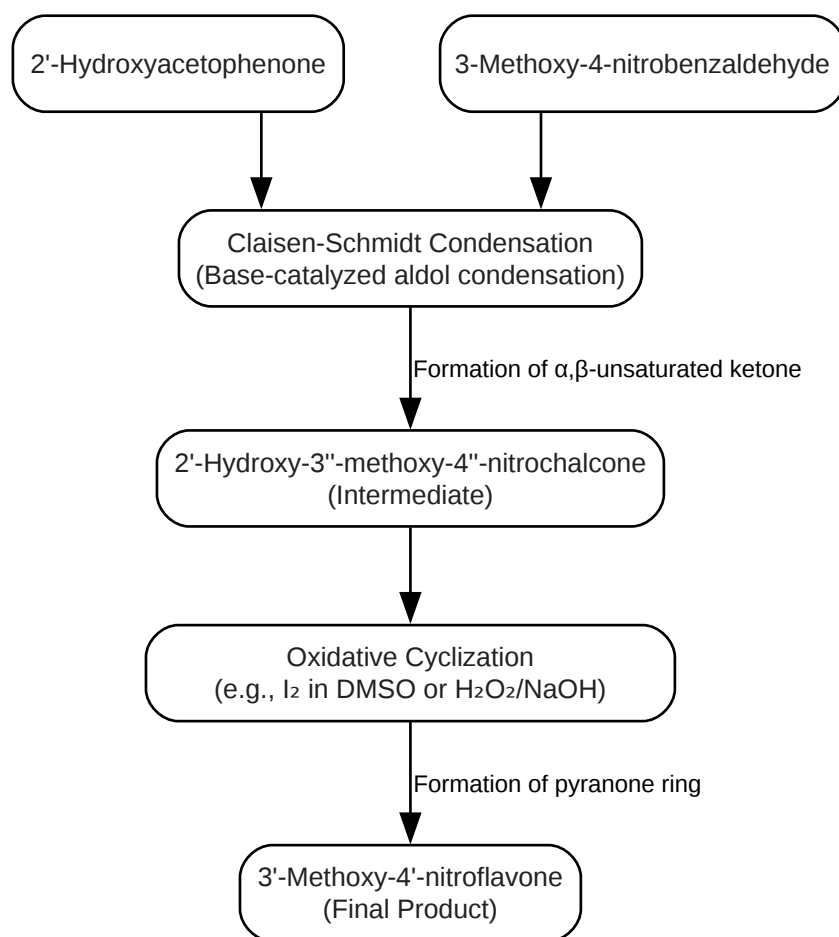 2'-Hydroxyacetophenone
3-Methoxy-4-nitrobenzaldehyde
Claisen-Schmidt Condensation
(Base-catalyzed aldol condensation)
Formation of α,β-unsaturated ketone
2'-Hydroxy-3''-methoxy-4''-nitrochalcone
(Intermediate)
Oxidative Cyclization
(e.g., I₂ in DMSO or H₂O₂/NaOH)
Formation of pyranone ring
3'-Methoxy-4'-nitroflavone
(Final Product)